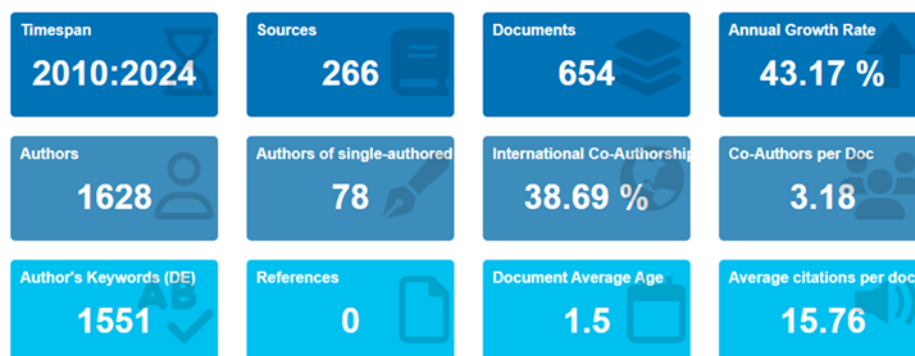 Timespan
2010:2024
Sources
266
Documents
654
Annual Growth Rate
43.17 %
Authors
1628
Authors of single-authored
78
International Co-Authorship
38.69 %
Co-Authors per Doc
3.18
Author's Keywords (DE)
1551
AB
References
0
Document Average Age
1.5
Average citations per doc
15.76